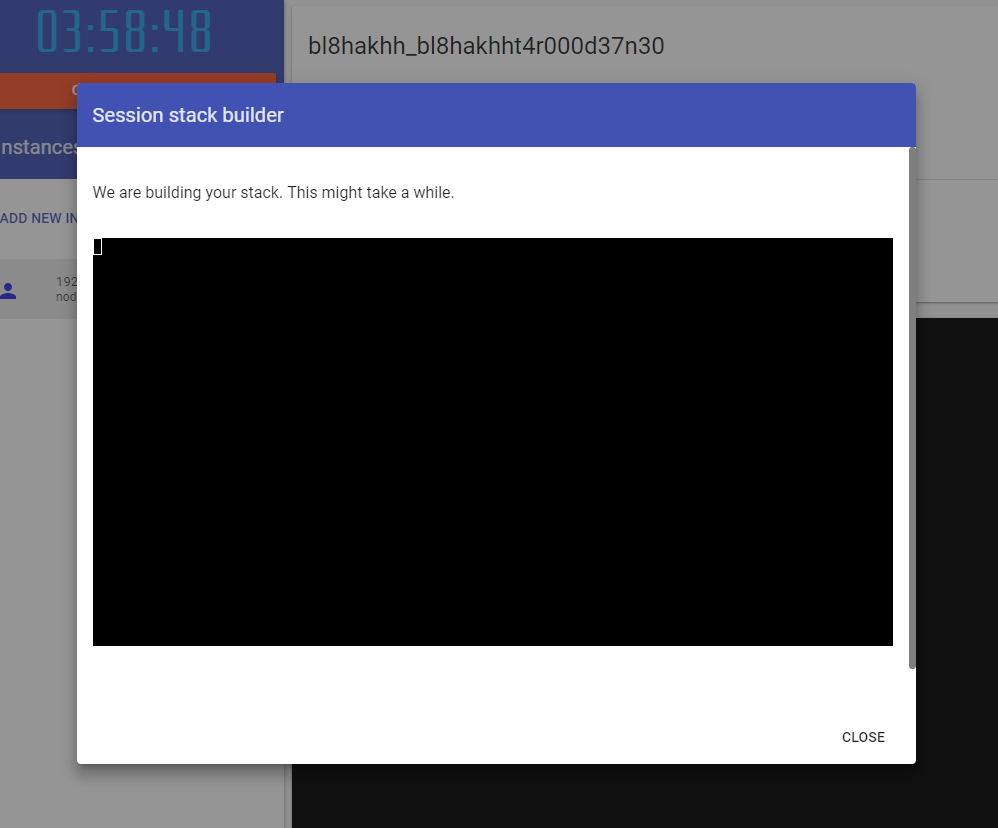 03:58:48
bl8hakhh_bl8hakhht4r000d37n30
Session stack builder
nstances
We are building your stack. This might take a while.
ADD NEW IN
192
nod
CLOSE